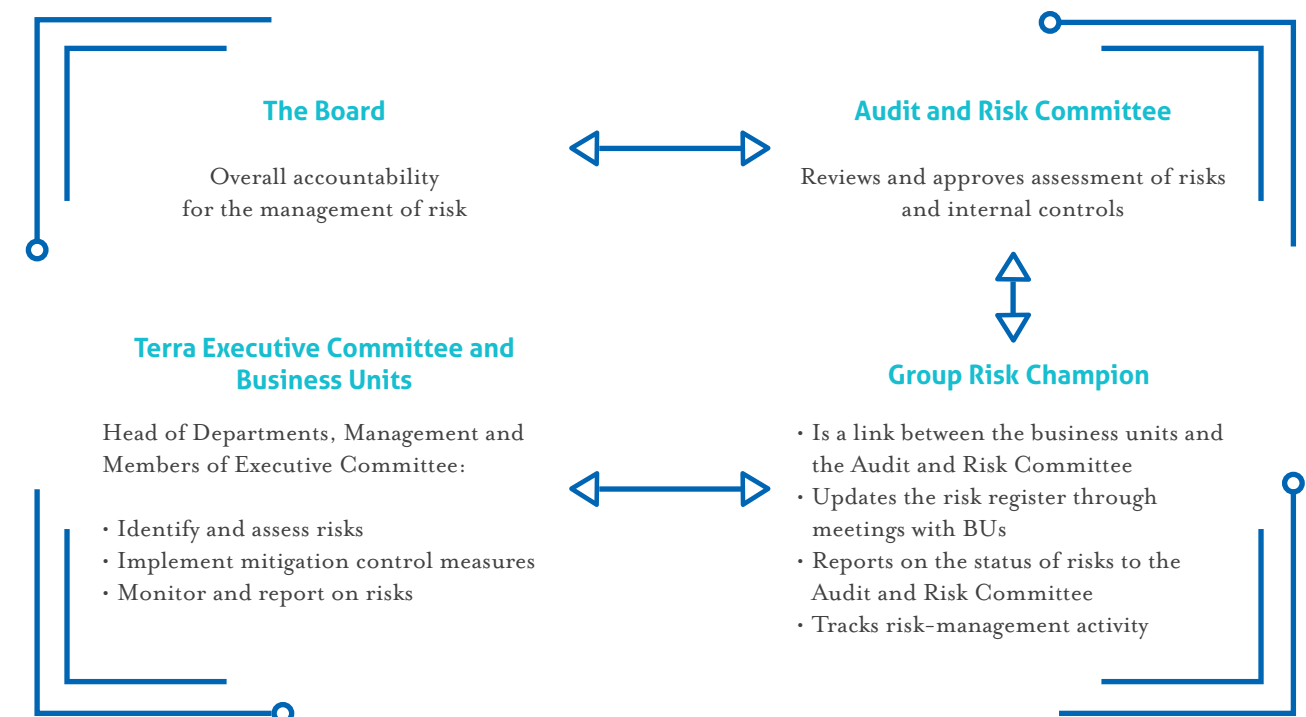 The Board
Overall accountability
for the management of risk
Audit and Risk Committee
Reviews and approves assessment of risks
and internal controls
Terra Executive Committee and
Business Units
Head of Departments, Management and
Members of Executive Committee:
· Identify and assess risks
· Implement mitigation control measures
· Monitor and report on risks
Group Risk Champion
· Is a link between the business units and
the Audit and Risk Committee
· Updates the risk register through
meetings with BUs
· Reports on the status of risks to the
Audit and Risk Committee
· Tracks risk-management activity